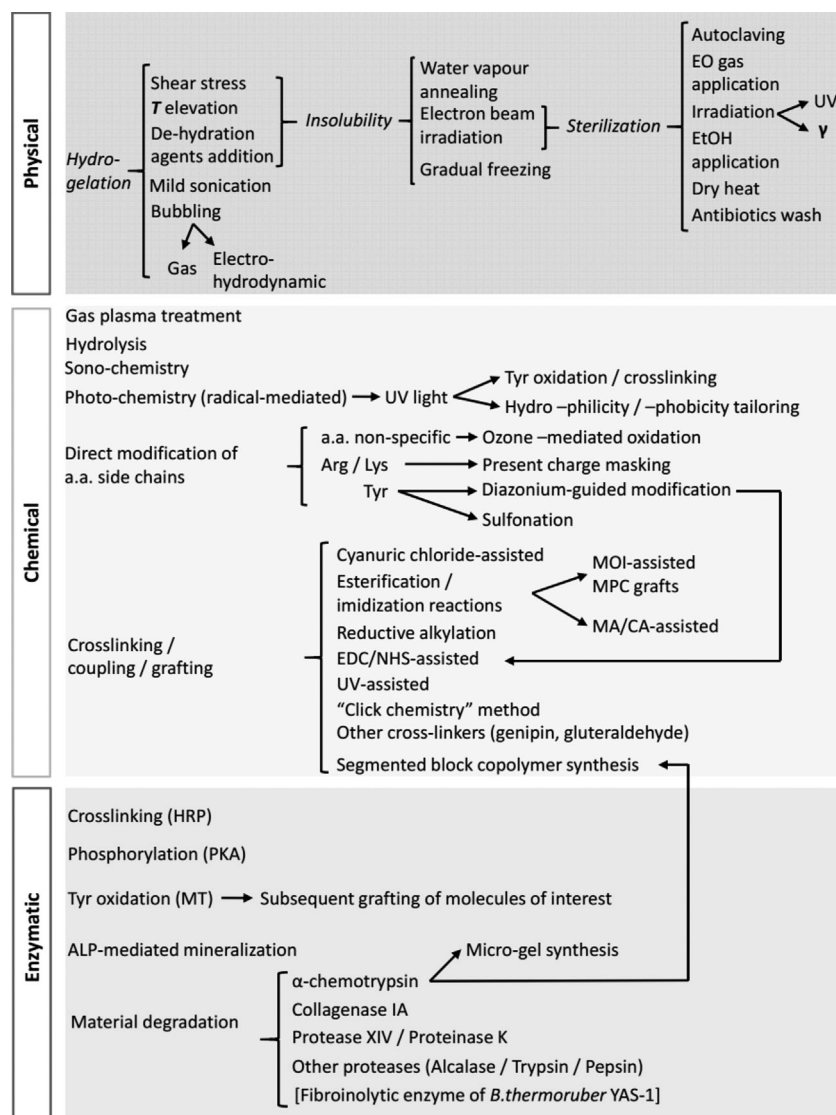 Physical
Hydro-
gelation
Shear stress
T elevation
De-hydration
agents addition
Mild sonication
Bubbling
Gas
Electro-
hydrodynamic
Insolubility
Water vapour
annealing
Electron beam
irradiation
Gradual freezing
Sterilization
Autoclaving
EO gas
application
Irradiation
UV
γ
EtOH
application
Dry heat
Antibiotics wash
Chemical
Gas plasma treatment
Hydrolysis
Sono-chemistry
Photo-chemistry (radical-mediated)
UV light
Tyr oxidation / crosslinking
Hydro –philicity / –phobicity tailoring
Direct modification of
a.a. side chains
a.a. non-specific
Ozone –mediated oxidation
Arg / Lys
Present charge masking
Tyr
Diazonium-guided modification
Sulfonation
Crosslinking /
coupling / grafting
Cyanuric chloride-assisted
Esterification /
imidization reactions
MOI-assisted
MPC grafts
MA/CA-assisted
Reductive alkylation
EDC/NHS-assisted
UV-assisted
“Click chemistry” method
Other cross-linkers (genipin, gluteraldehyde)
Segmented block copolymer synthesis
Enzymatic
Crosslinking (HRP)
Phosphorylation (PKA)
Tyr oxidation (MT)
Subsequent grafting of molecules of interest
ALP-mediated mineralization
Micro-gel synthesis
Material degradation
α-chemotrypsin
Collagenase IA
Protease XIV / Proteinase K
Other proteases (Alcalase / Trypsin / Pepsin)
[Fibroinolytic enzyme of B.thermoruber YAS-1]